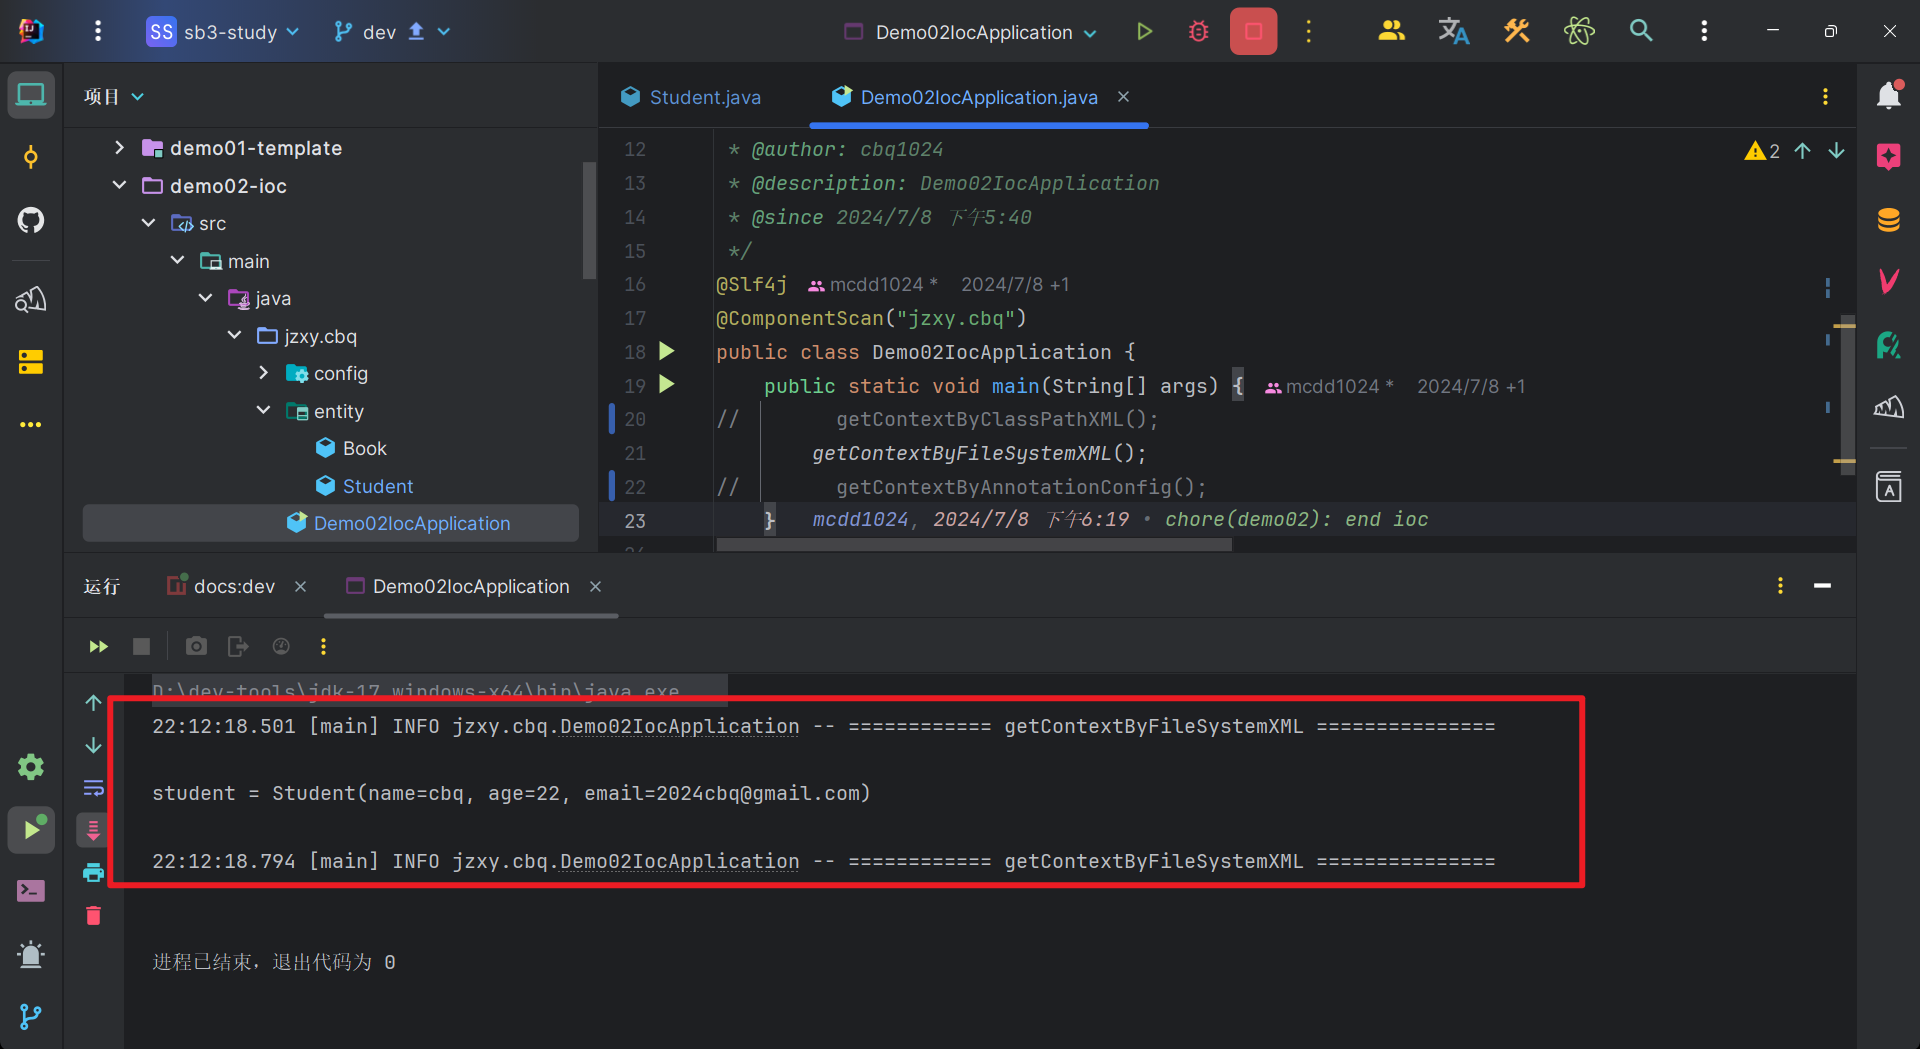 SS sb3-study dev Demo02IocApplication
项目
demo01-template
demo02-ioc
src
main
java
jzxy.cbq
config
entity
Book
Student
Demo02IocApplication
Student.java Demo02IocApplication.java
2
12 * @author: cbq1024
13 * @description: Demo02IocApplication
14 * @since 2024/7/8 下午5:40
15 */
16 @Slf4j mcdd1024 * 2024/7/8 +1
17 @ComponentScan("jzxy.cbq")
18 public class Demo02IocApplication {
19 public static void main(String[] args) { mcdd1024 * 2024/7/8 +1
20 // getContextByClassPathXML();
21 getContextByFileSystemXML();
22 // getContextByAnnotationConfig();
23 } mcdd1024, 2024/7/8 下午6:19 • chore(demo02): end ioc
运行 docs:dev Demo02IocApplication
D:\dev-tools\jdk-17_windows-x64\bin\java.exe
22:12:18.501 [main] INFO jzxy.cbq.Demo02IocApplication -- ============ getContextByFileSystemXML ===============
student = Student(name=cbq, age=22, email=2024cbq@gmail.com)
22:12:18.794 [main] INFO jzxy.cbq.Demo02IocApplication -- ============ getContextByFileSystemXML ===============
进程已结束，退出代码为 0